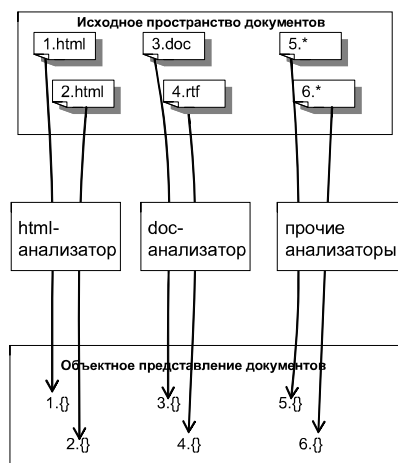 Исходное пространство документов
1.html
3.doc
5.*
2.html
4.rtf
6.*
html-
анализатор
doc-
анализатор
прочие
анализаторы
Объектное представление документов
1.{}
3.{}
5.{}
2.{}
4.{}
6.{}